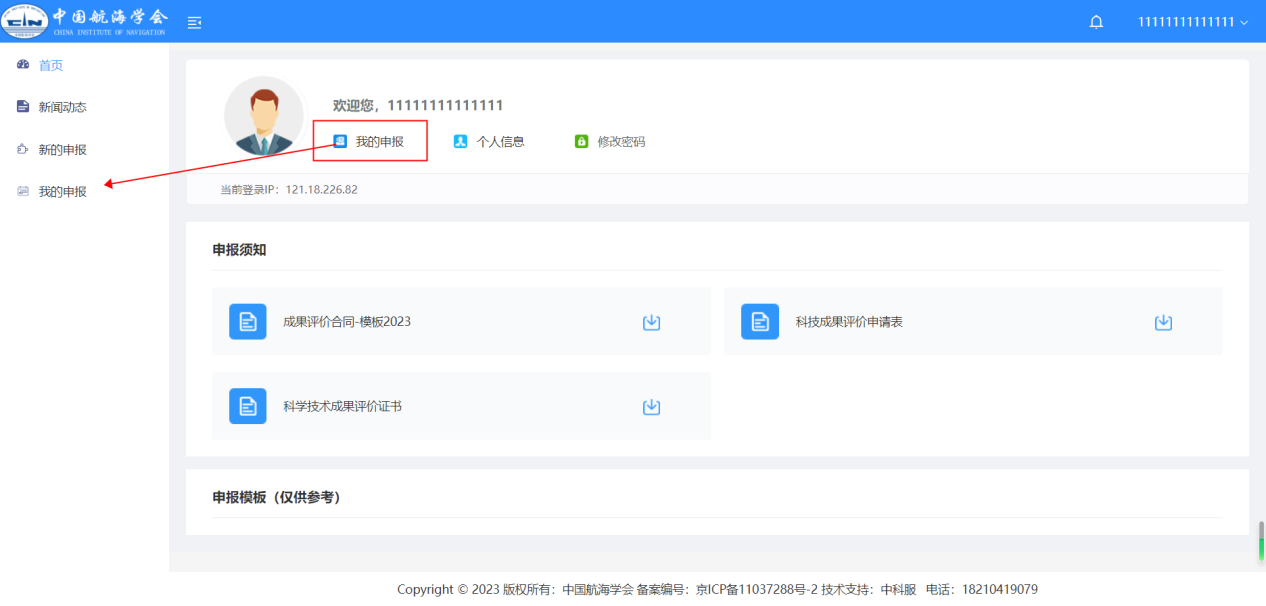 中国航海学会
CHINA INSTITUTE OF NAVIGATION
11111111111111
首页
新闻动态
新的申报
我的申报
欢迎您，11111111111111
我的申报 个人信息 修改密码
当前登录IP：121.18.226.82
申报须知
成果评价合同-模板2023
科技成果评价申请表
科学技术成果评价证书
申报模板（仅供参考）
Copyright © 2023 版权所有：中国航海学会 备案编号：京ICP备11037288号-2 技术支持：中科服 电话：18210419079